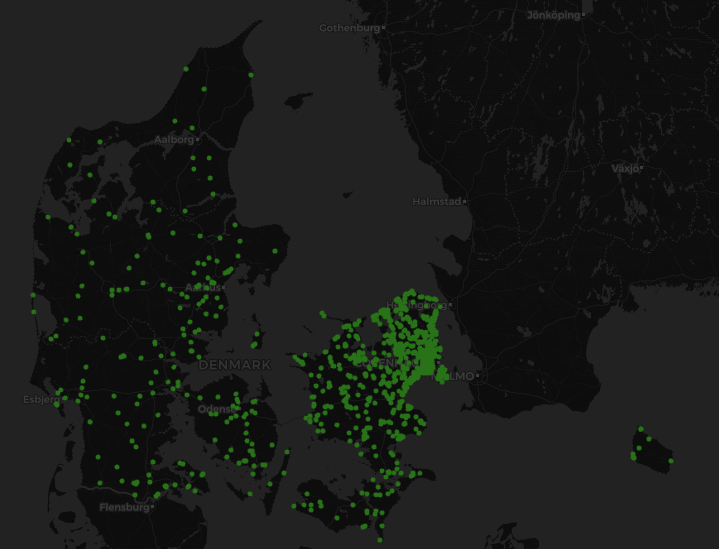 Jönköping
Gothenburg
Aalborg
Växjö
Halmstad
Aarhus
DENMARK
Esbjerg
Odense
Flensburg